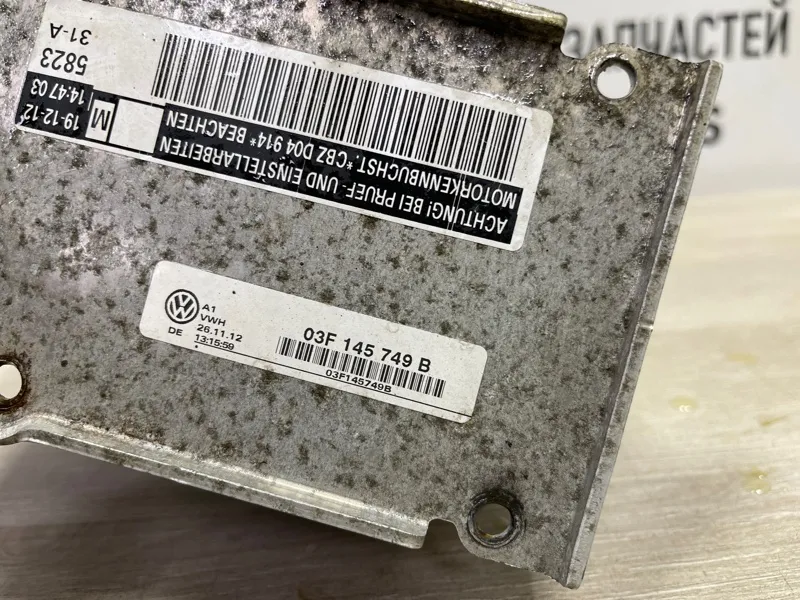 ЗАПЧАСТЕЙ
S
ACHTUNG! BEI PRUEF- UND EINSTELLARBEITEN
MOTORKENNBUCHST.*CBZ D04 914* BEACHTEN
M
19-12-12
14:47 03
5823
31-A
VW
A1
VWH
DE
26.11.12
13:15:59
03F 145 749 B
03F145749B